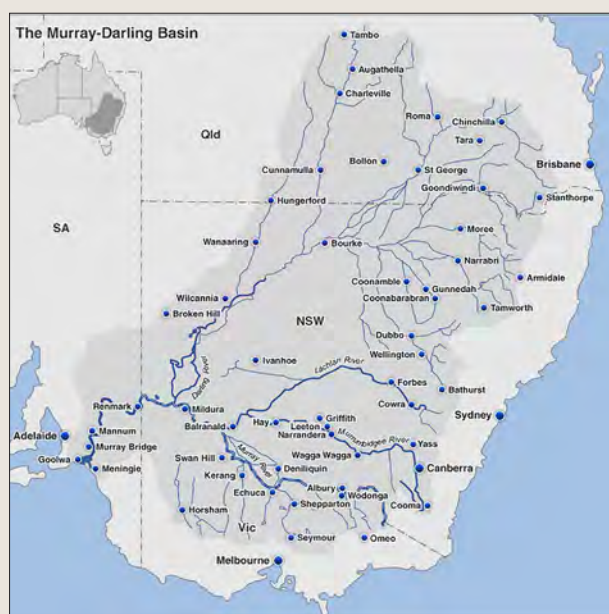 The Murray-Darling Basin
Tambo
Augathella
Charleville
Roma
Chinchilla
Qld
Tara
Bollon
Brisbane
Cunnamulla
St George
Goondiwindi
Stanthorpe
Hungerford
SA
Moree
Wanaaring
Bourke
Narrabri
Coonamble
Gunnedah
Armidale
Wilcannia
Coonabarabran
Tamworth
Broken Hill
NSW
Dubbo
Wellington
Ivanhoe
Lachlan River
Darling River
Forbes
Bathurst
Renmark
Mildura
Cowra
Griffith
Sydney
Mannum
Balranald
Hay
Leeton
Narrandera
Murrumbidgee River
Adelaide
Yass
Murray Bridge
Goolwa
Swan Hill
Murray River
Wagga Wagga
Meningie
Kerang
Deniliquin
Canberra
Echuca
Albury
Wodonga
Horsham
Shepparton
Cooma
Vic
Seymour
Omeo
Melbourne